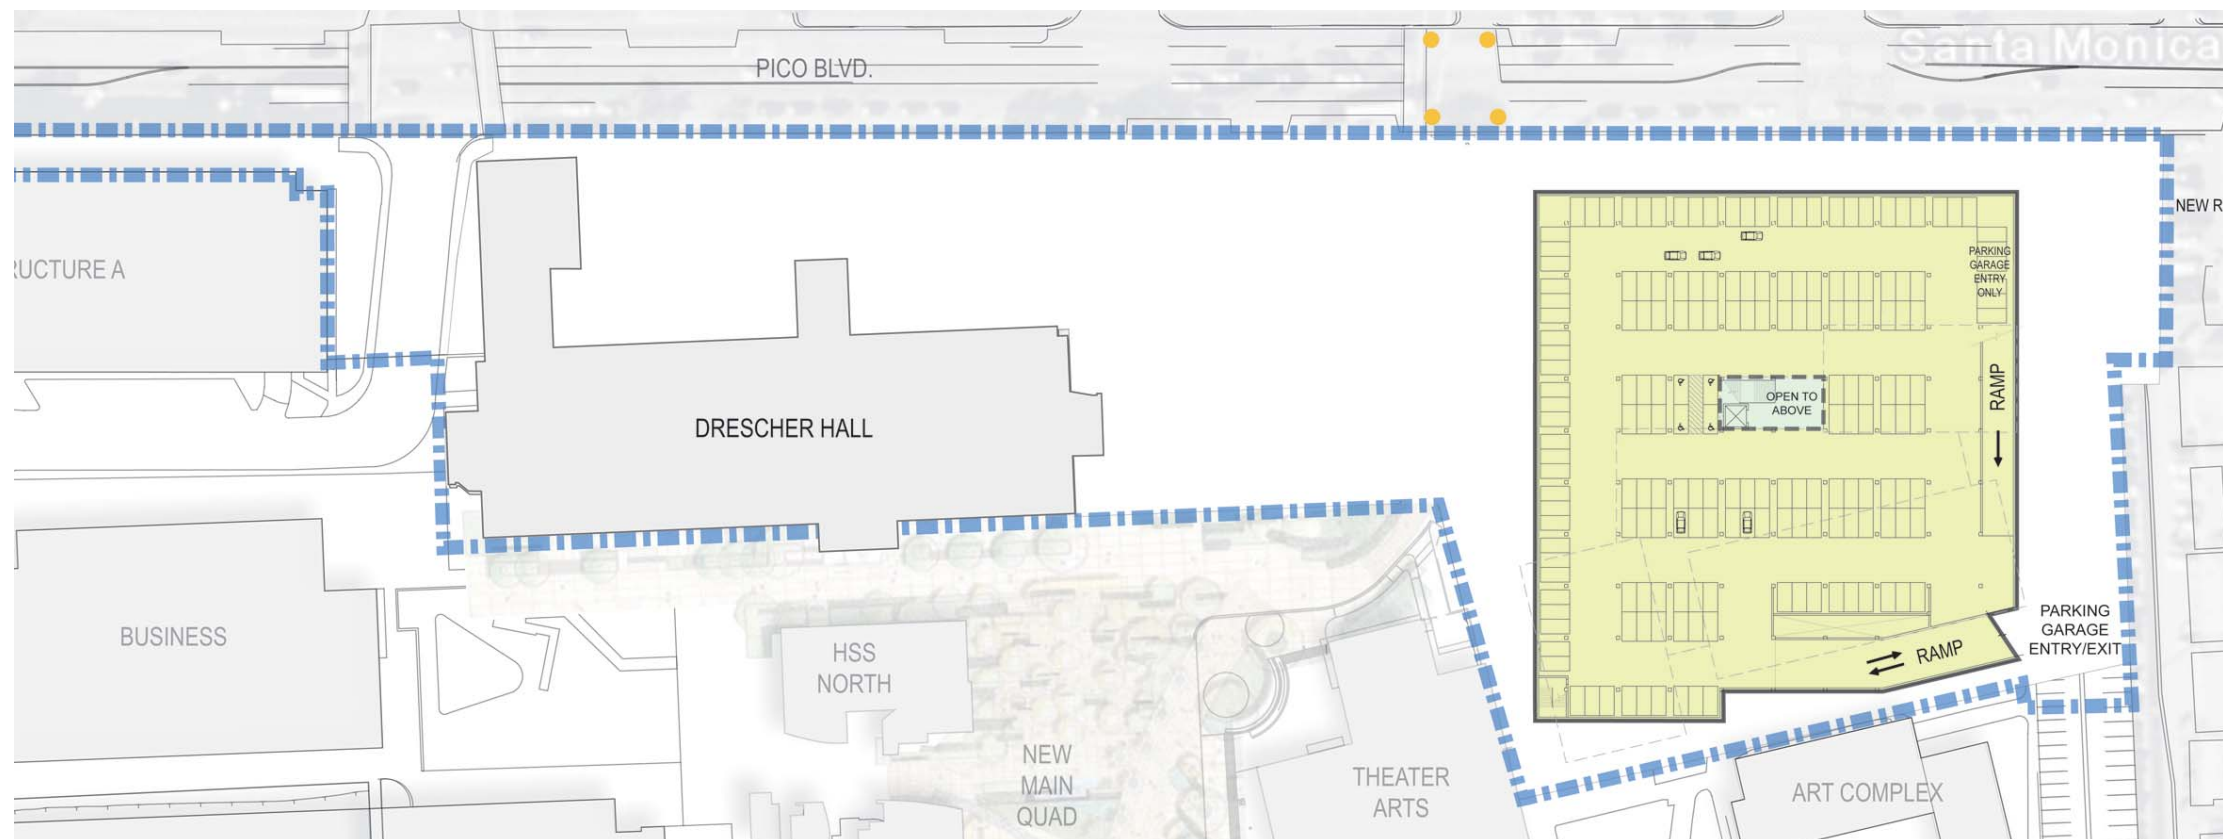 Santa Monica
PICO BLVD.
NEW R
RUCTURE A
PARKING
GARAGE
ENTRY
ONLY
RAMP
OPEN TO
ABOVE
DRESCHER HALL
PARKING
GARAGE
ENTRY/EXIT
BUSINESS
HSS
NORTH
RAMP
NEW
MAIN
QUAD
THEATER
ARTS
ART COMPLEX